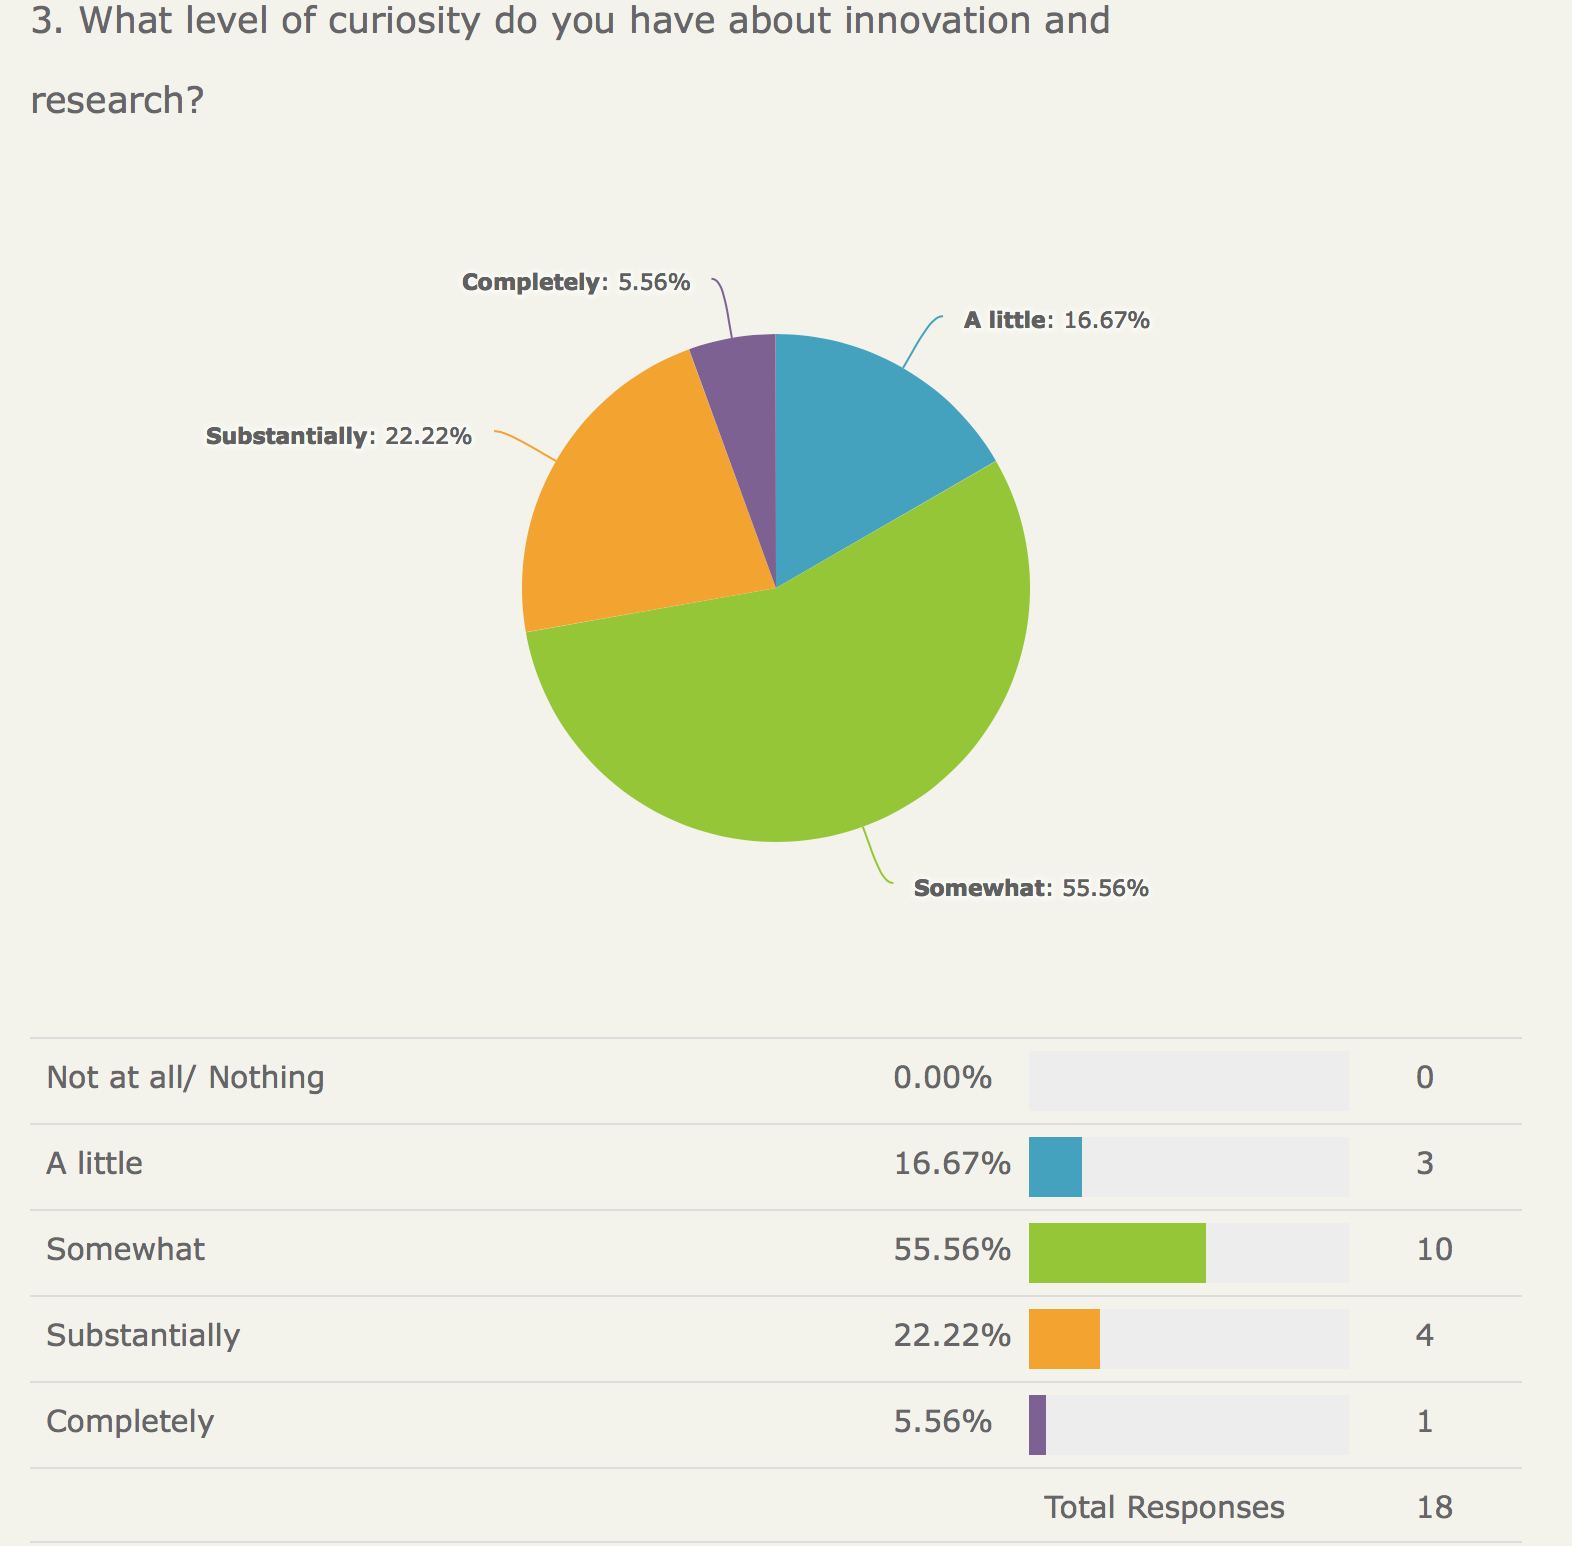 3. What level of curiosity do you have about innovation and
research?
Completely: 5.56%
A little: 16.67%
Substantially: 22.22%
Somewhat: 55.56%
Not at all/ Nothing 0.00% 0
A little 16.67% 3
Somewhat 55.56% 10
Substantially 22.22% 4
Completely 5.56% 1
Total Responses 18